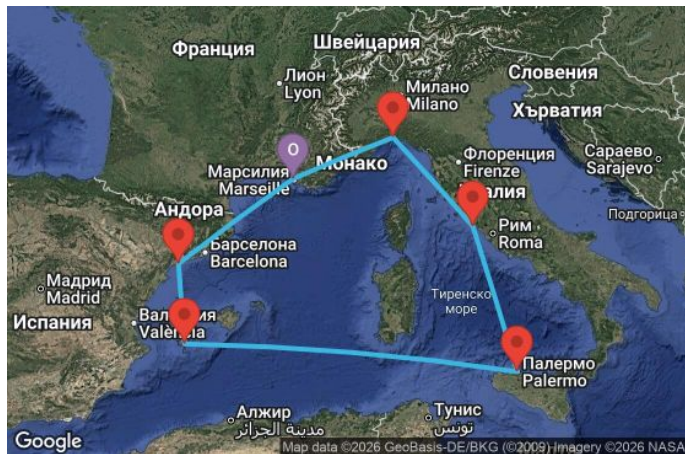 Франция
Швейцария
Лион
Lyon
Милано
Milano
Словения
Хърватия
Марсилия
Marseille
O
Монако
Флоренция
Firenze
Сараево
Sarajevo
Андора
Подгорица
Барселона
Barcelona
Рим
Roma
Мадрид
Madrid
Испания
València
Тиренско
море
Палермо
Palermo
Алжир
مدينة الجزائر
Тунис
تونس
Google
Map data ©2026 GeoBasis-DE/BKG (©2009) Imagery ©2026 NASA